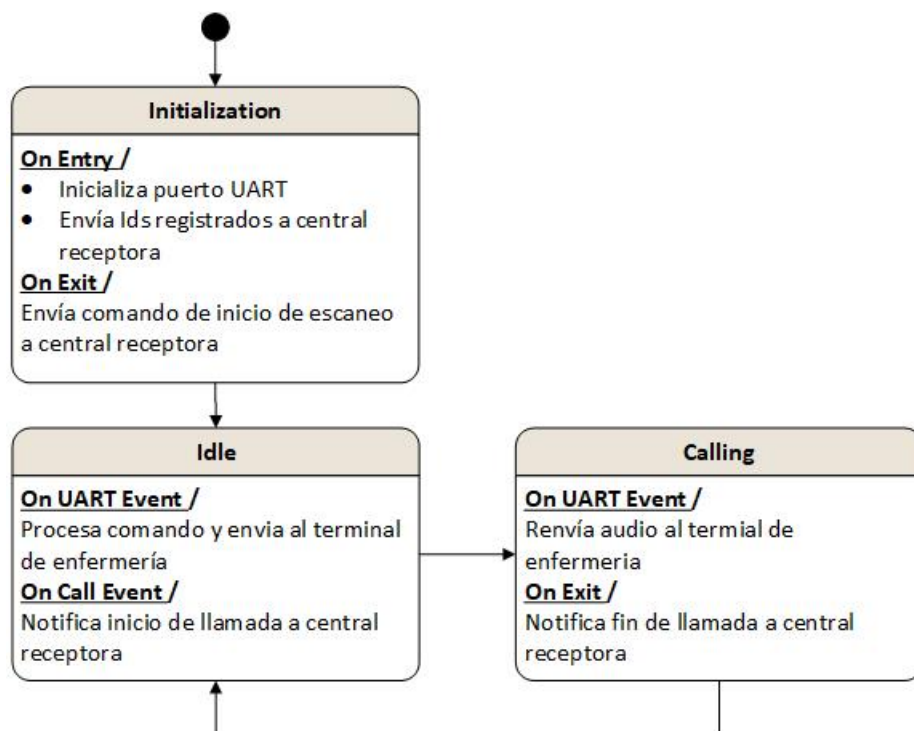 Initialization
On Entry /
• Inicializa puerto UART
• Envía Ids registrados a central
receptora
On Exit /
Envía comando de inicio de escaneo
a central receptora
Idle
On UART Event /
Procesa comando y envia al terminal
de enfermería
On Call Event /
Notifica inicio de llamada a central
receptora
Calling
On UART Event /
Renvía audio al termial de
enfermeria
On Exit /
Notifica fin de llamada a central
receptora